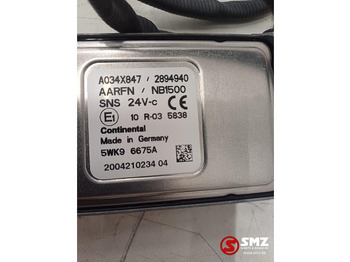 A034X847 / 2894940
AARFN / NB1500
SNS 24V-c CE
E1 10 R-03 5838
Continental
Made in Germany
5WK9 6675A
2004210234 04
SMZ